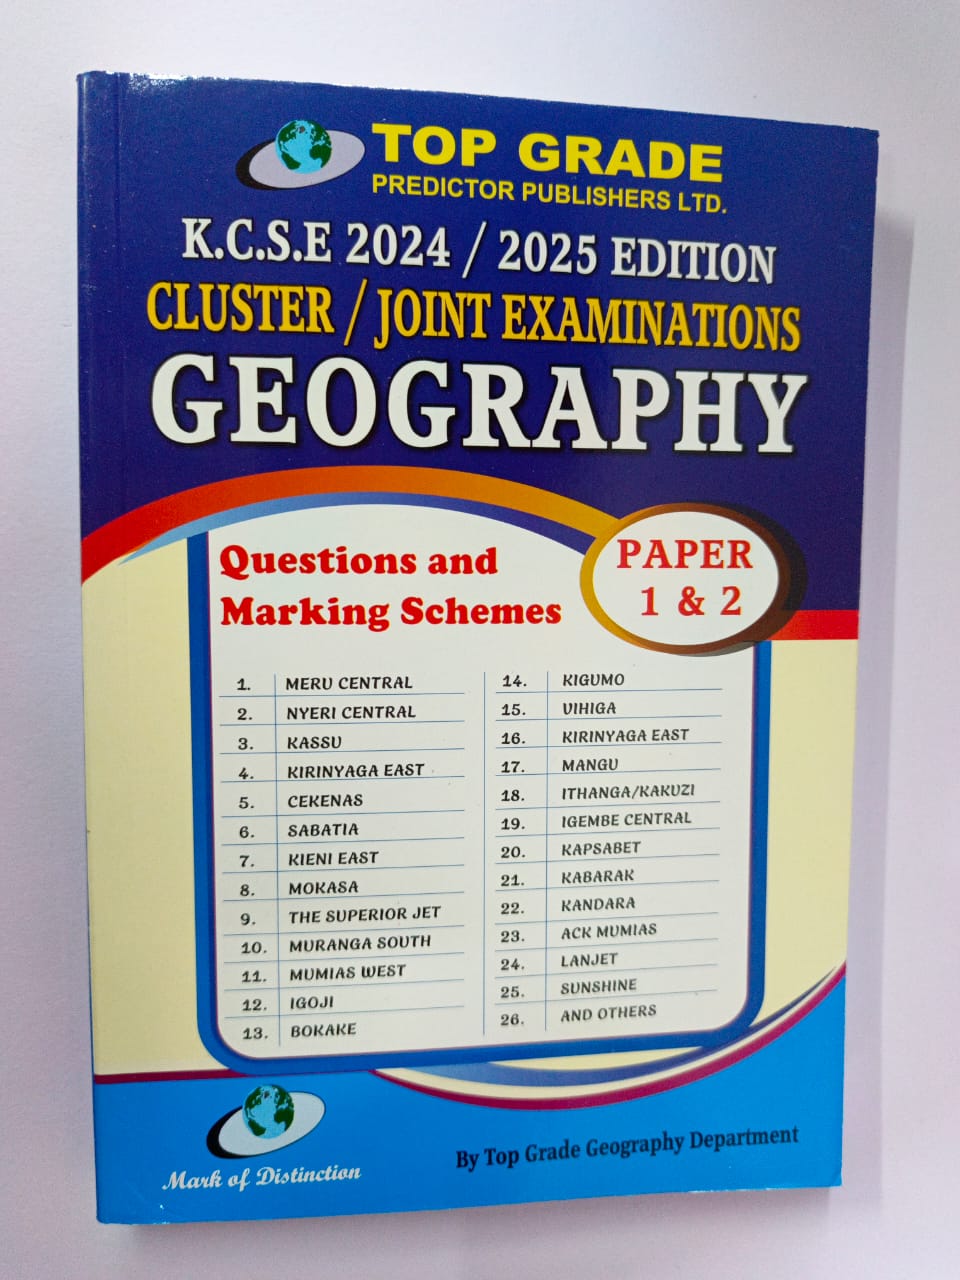 TOP GRADE
PREDICTOR PUBLISHERS LTD.
K.C.S.E 2024 / 2025 EDITION
CLUSTER / JOINT EXAMINATIONS
GEOGRAPHY
PAPER
1 & 2
Questions and
Marking Schemes
1. MERU CENTRAL
2. NYERI CENTRAL
3. KASSU
4. KIRINYAGA EAST
5. CEKENAS
6. SABATIA
7. KIENI EAST
8. MOKASA
9. THE SUPERIOR JET
10. MURANGA SOUTH
11. MUMIAS WEST
12. IGOJI
13. BOKAKE
14. KIGUMO
15. VIHIGA
16. KIRINYAGA EAST
17. MANGU
18. ITHANGA/KAKUZI
19. IGEMBE CENTRAL
20. KAPSABET
21. KABARAK
22. KANDARA
23. ACK MUMIAS
24. LANJET
25. SUNSHINE
26. AND OTHERS
Mark of Distinction
By Top Grade Geography Department